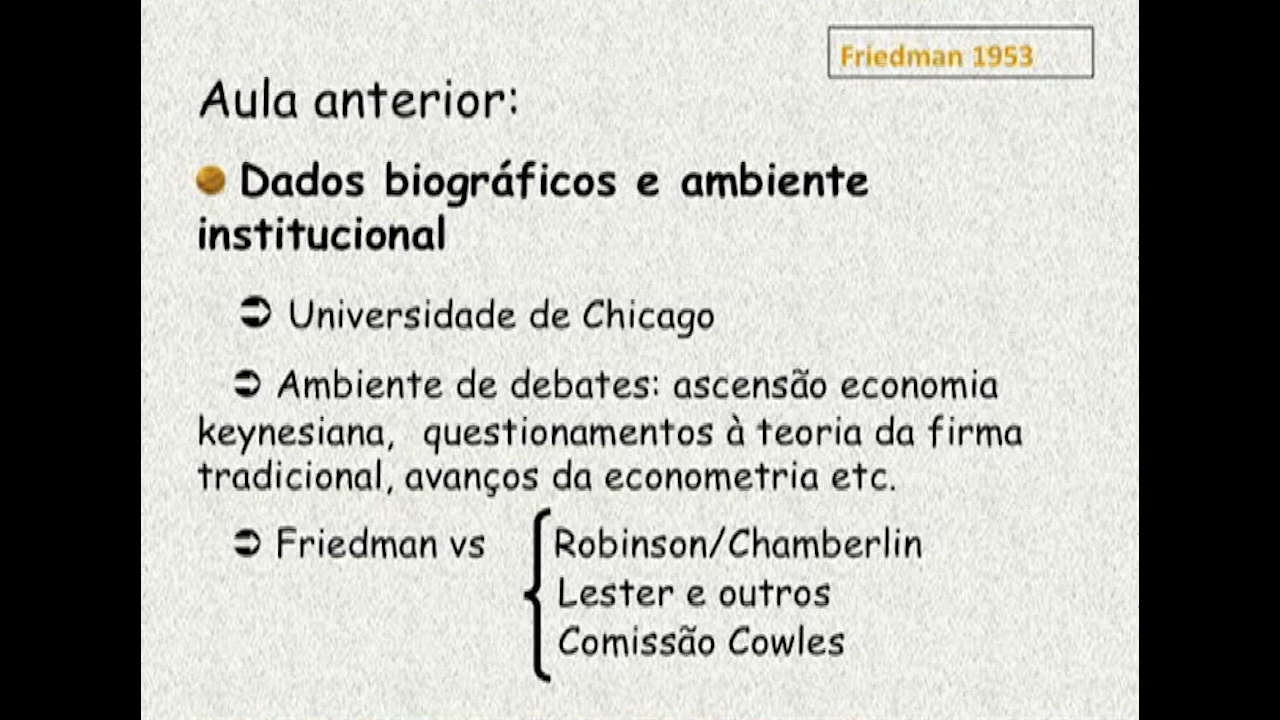 Friedman 1953
Aula anterior:
Dados biográficos e ambiente
institucional
➲ Universidade de Chicago
➲ Ambiente de debates: ascensão economia
keynesiana, questionamentos à teoria da firma
tradicional, avanços da econometria etc.
➲ Friedman vs { Robinson/Chamberlin
Lester e outros
Comissão Cowles